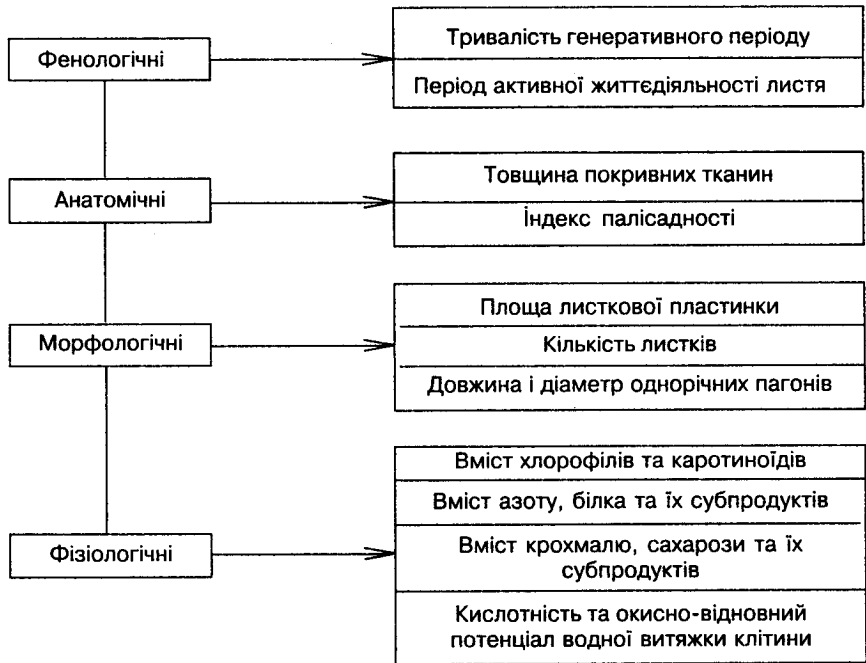 Фенологічні
Тривалість генеративного періоду
Період активної життєдіяльності листя
Анатомічні
Товщина покривних тканин
Індекс палісадності
Морфологічні
Площа листкової пластинки
Кількість листків
Довжина і діаметр однорічних пагонів
Фізіологічні
Вміст хлорофілів та каротиноїдів
Вміст азоту, білка та їх субпродуктів
Вміст крохмалю, сахарози та їх
субпродуктів
Кислотність та окисно-відновний
потенціал водної витяжки клітини